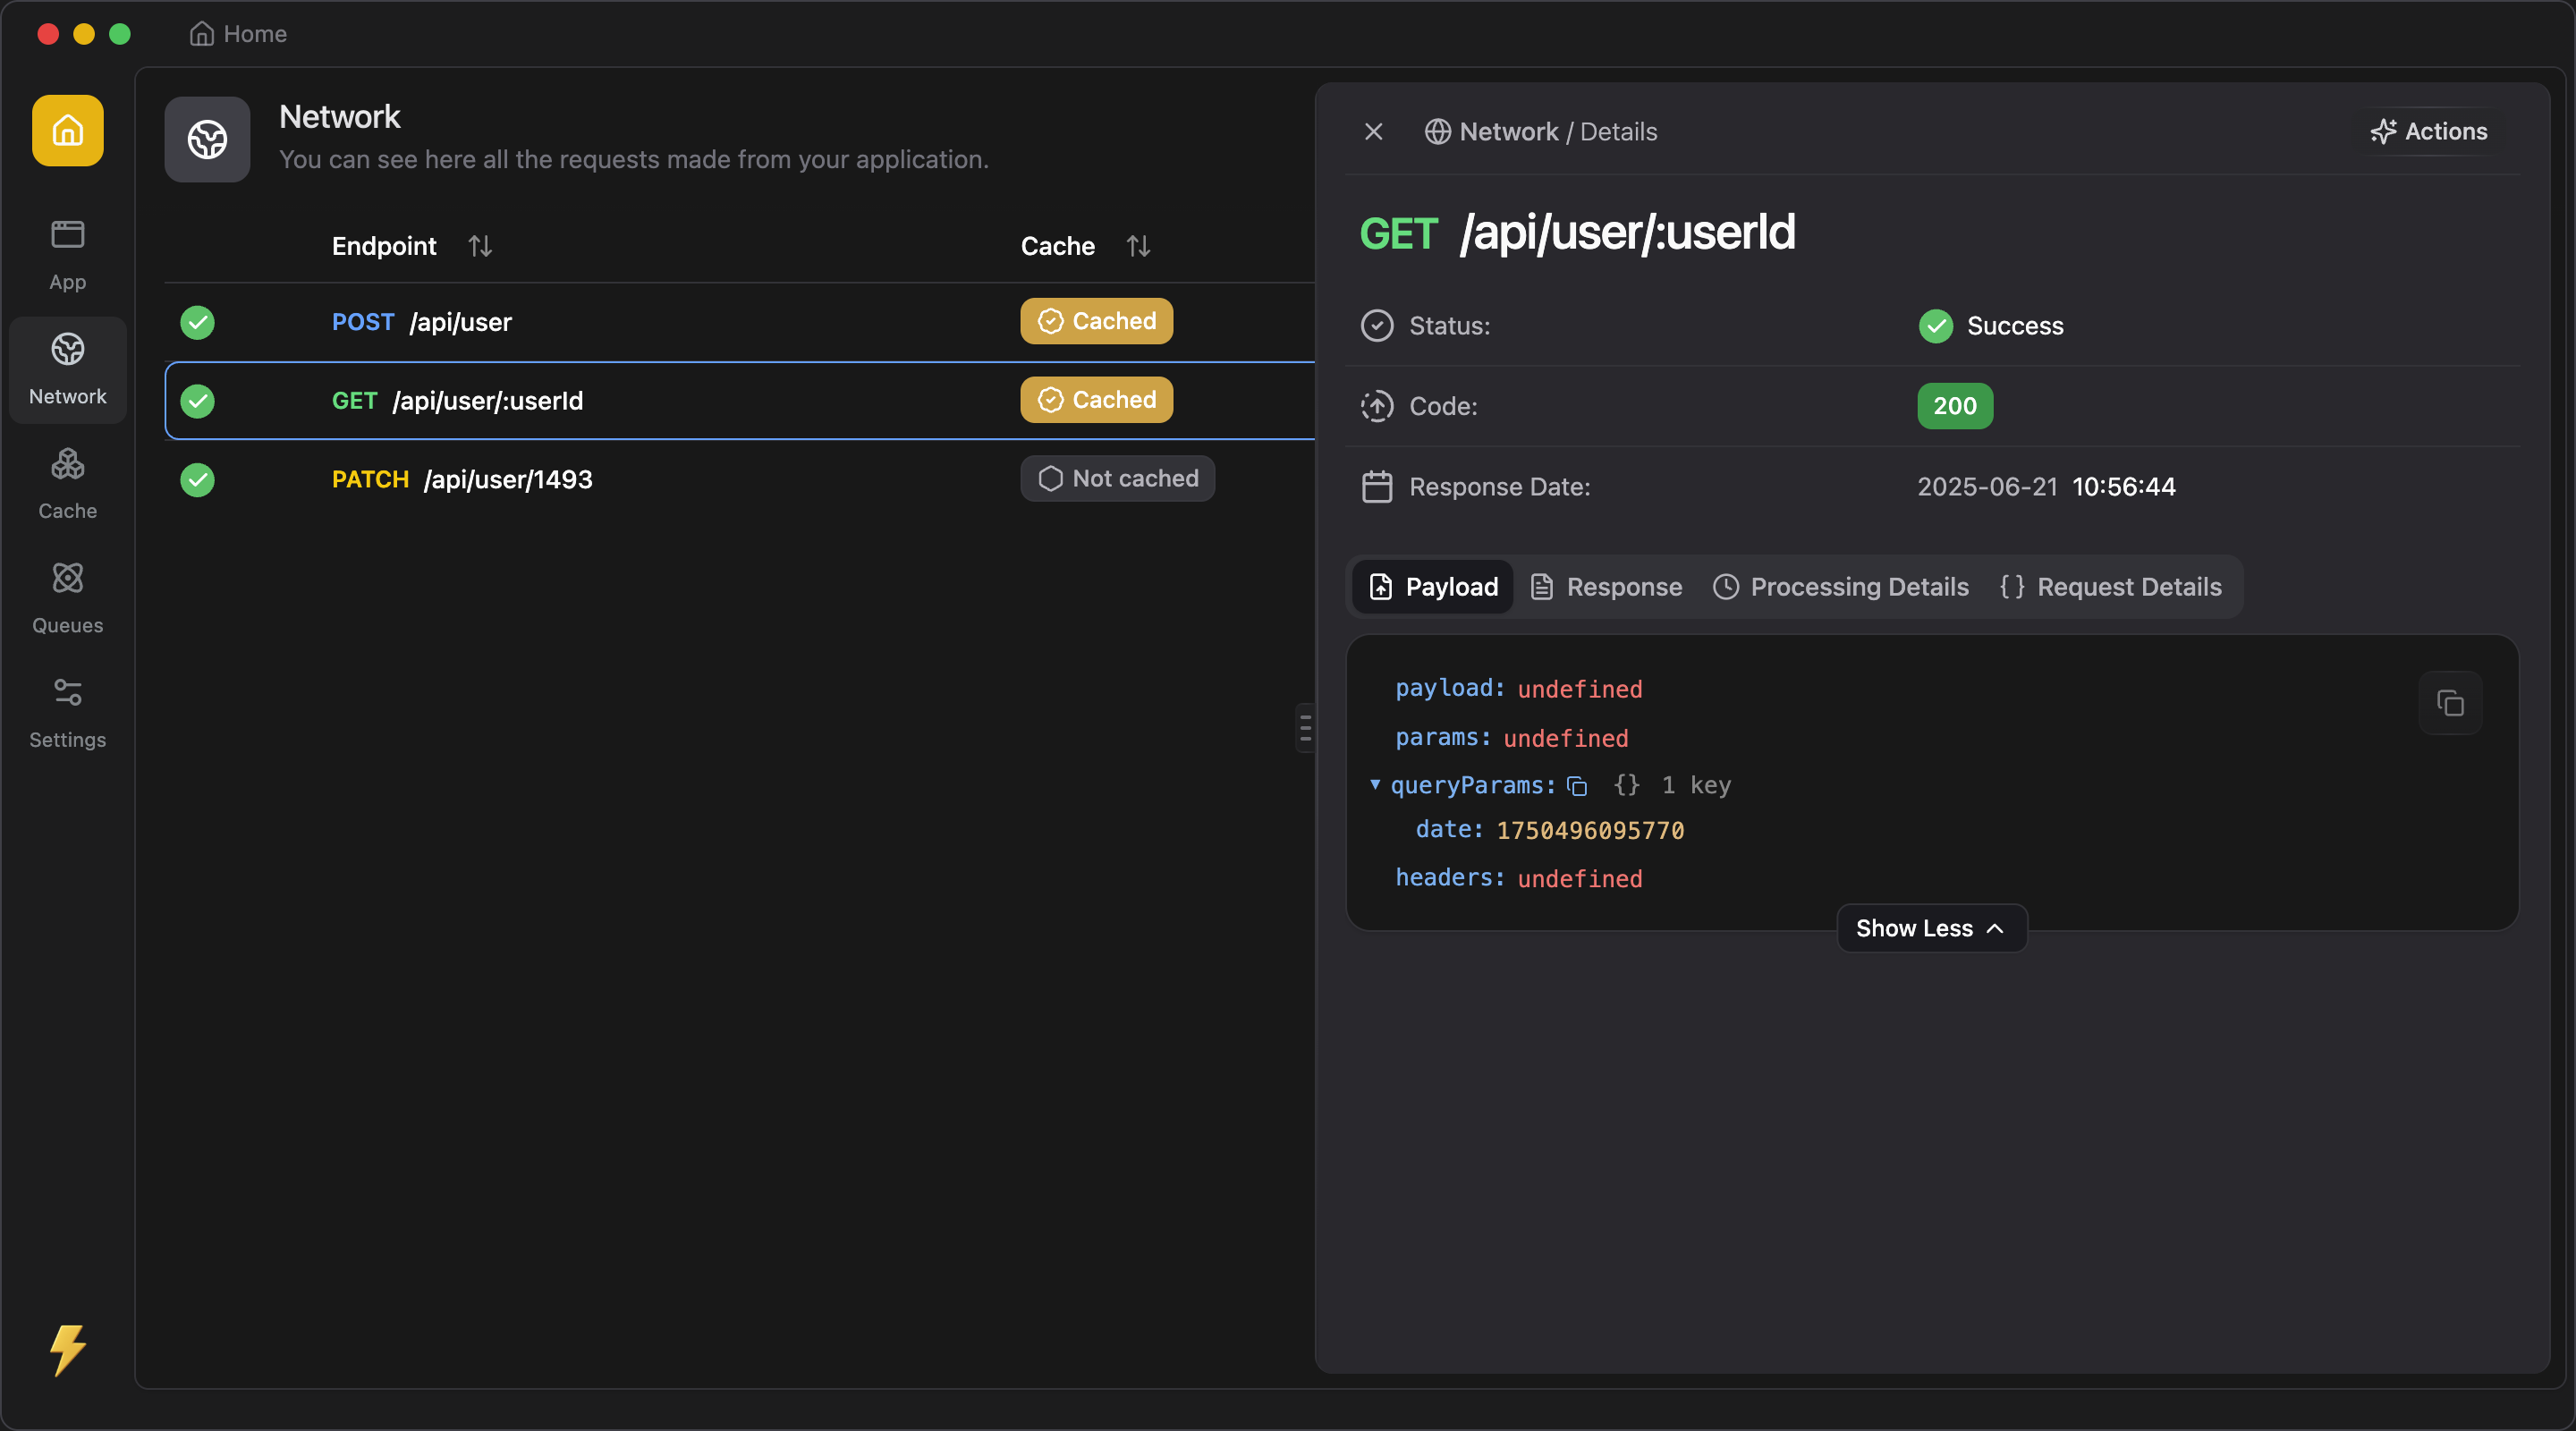 Home
App
Network
Cache
Queues
Settings
Network
You can see here all the requests made from your application.
Endpoint Cache
POST /api/user Cached
GET /api/user/:userId Cached
PATCH /api/user/1493 Not cached
Network / Details
Actions
GET /api/user/:userId
Status: Success
Code: 200
Response Date: 2025-06-21 10:56:44
Payload Response Processing Details {} Request Details
payload: undefined
params: undefined
queryParams: {} 1 key
date: 1750496095770
headers: undefined
Show Less